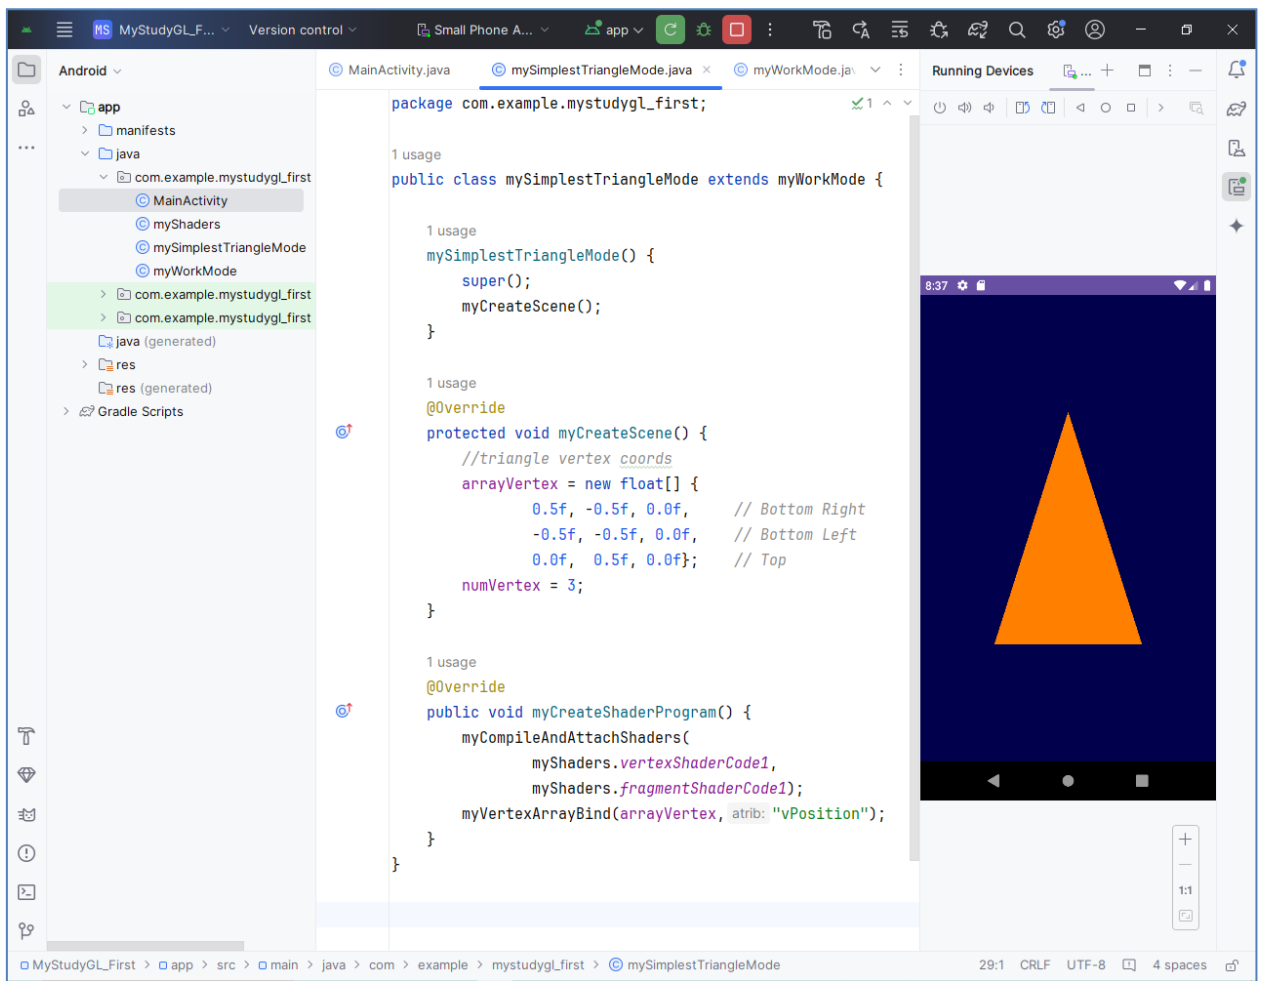 MS MyStudyGL_F... Version control Small Phone A... app
Android
MainActivity.java mySimplestTriangleMode.java myWorkMode.ja
Running Devices
app
manifests
java
com.example.mystudygl_first
MainActivity
myShaders
mySimplestTriangleMode
myWorkMode
com.example.mystudygl_first
com.example.mystudygl_first
java (generated)
res
res (generated)
Gradle Scripts
package com.example.mystudygl_first;
1
1 usage
public class mySimplestTriangleMode extends myWorkMode {
1 usage
mySimplestTriangleMode() {
super();
myCreateScene();
}
1 usage
@Override
protected void myCreateScene() {
//triangle vertex coords
arrayVertex = new float[] {
0.5f, -0.5f, 0.0f, // Bottom Right
-0.5f, -0.5f, 0.0f, // Bottom Left
0.0f, 0.5f, 0.0f}; // Top
numVertex = 3;
}
1 usage
@Override
public void myCreateShaderProgram() {
myCompileAndAttachShaders(
myShaders.vertexShaderCode1,
myShaders.fragmentShaderCode1);
myVertexArrayBind(arrayVertex, atrib: "vPosition");
}
}
8:37
1:1
MyStudyGL_First > app > src > main > java > com > example > mystudygl_first > mySimplestTriangleMode
29:1 CRLF UTF-8 4 spaces